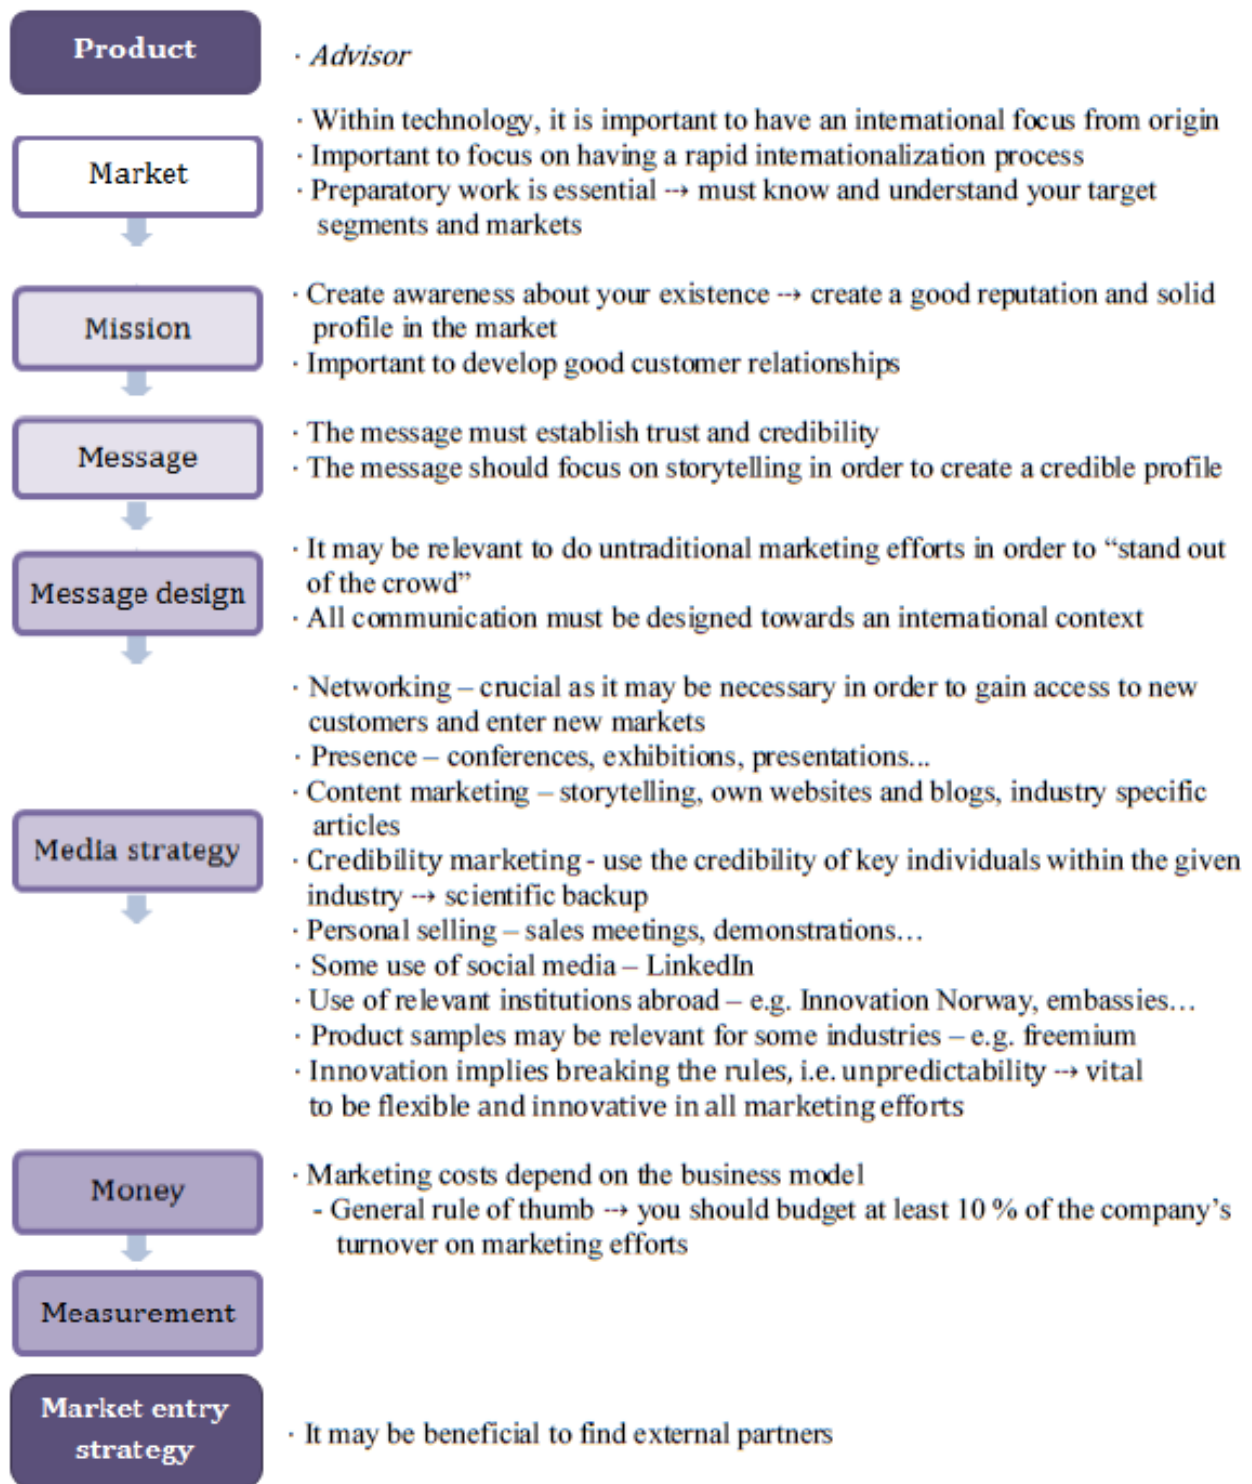 Product
· Advisor
Market
· Within technology, it is important to have an international focus from origin
· Important to focus on having a rapid internationalization process
· Preparatory work is essential --→ must know and understand your target
segments and markets
Mission
· Create awareness about your existence --→ create a good reputation and solid
profile in the market
· Important to develop good customer relationships
Message
· The message must establish trust and credibility
· The message should focus on storytelling in order to create a credible profile
Message design
· It may be relevant to do untraditional marketing efforts in order to “stand out
of the crowd”
· All communication must be designed towards an international context
Media strategy
· Networking – crucial as it may be necessary in order to gain access to new
customers and enter new markets
· Presence – conferences, exhibitions, presentations...
· Content marketing – storytelling, own websites and blogs, industry specific
articles
· Credibility marketing - use the credibility of key individuals within the given
industry --→ scientific backup
· Personal selling – sales meetings, demonstrations…
· Some use of social media – LinkedIn
· Use of relevant institutions abroad – e.g. Innovation Norway, embassies…
· Product samples may be relevant for some industries – e.g. freemium
· Innovation implies breaking the rules, i.e. unpredictability --→ vital
to be flexible and innovative in all marketing efforts
Money
· Marketing costs depend on the business model
- General rule of thumb --→ you should budget at least 10 % of the company’s
turnover on marketing efforts
Measurement
Market entry
strategy
· It may be beneficial to find external partners